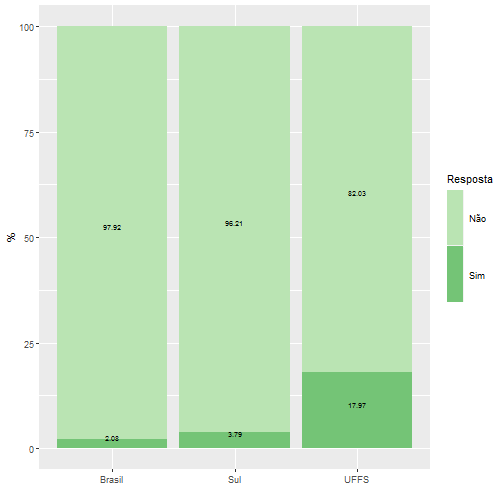 100
75
50
25
0
%
97.92
96.21
82.03
2.08
3.79
17.97
Brasil
Sul
UFFS
Resposta
Não
Sim